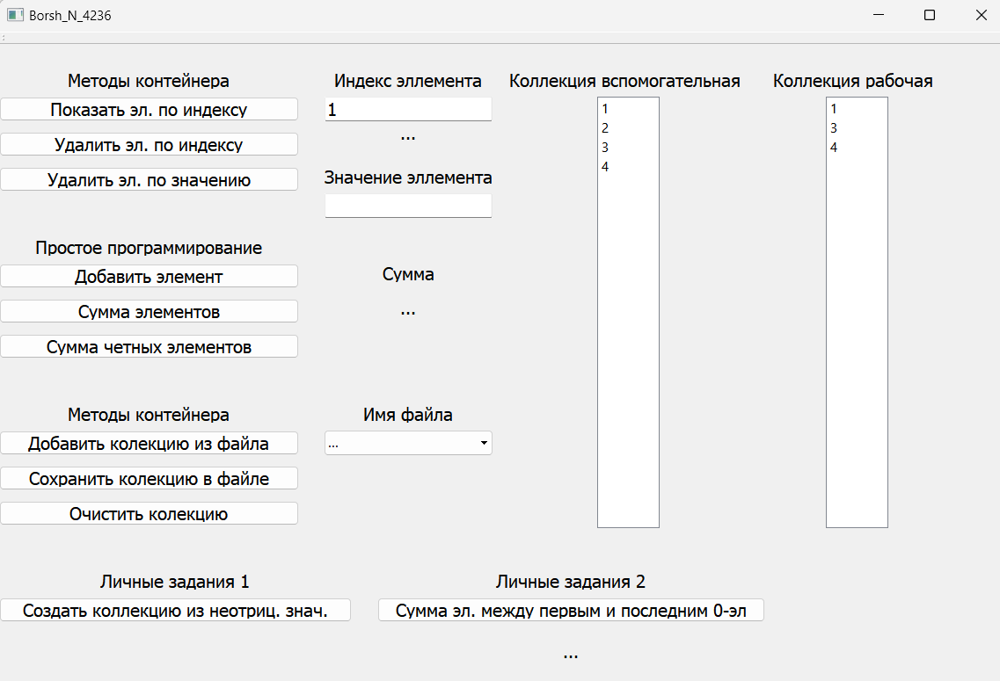 Borsh_N_4236
Методы контейнера
Индекс эллемента
Коллекция вспомогательная
Коллекция рабочая
Показать эл. по индексу
1
1
1
2
3
...
Удалить эл. по индексу
3
4
4
Удалить эл. по значению
Значение эллемента
Простое программирование
Добавить элемент
Сумма
Сумма элементов
...
Сумма четных элементов
Методы контейнера
Имя файла
Добавить колекцию из файла
...
Сохранить колекцию в файле
Очистить колекцию
Личные задания 1
Личные задания 2
Создать коллекцию из неотриц. знач.
Сумма эл. между первым и последним 0-эл
...